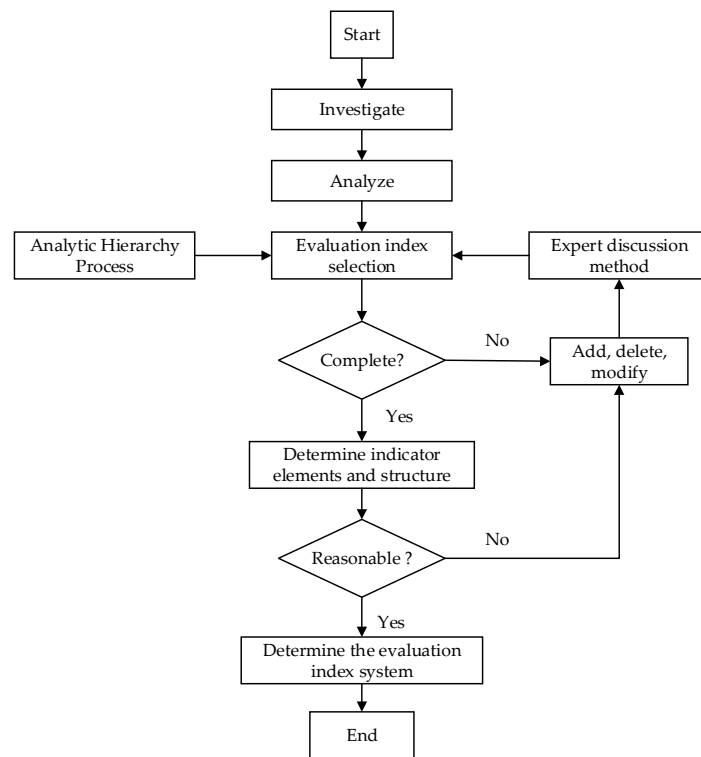 Start
Investigate
Analyze
Analytic Hierarchy
Process
Evaluation index
selection
Expert discussion
method
Complete?
No
Add, delete,
modify
Yes
Determine indicator
elements and structure
Reasonable ?
No
Yes
Determine the evaluation
index system
End